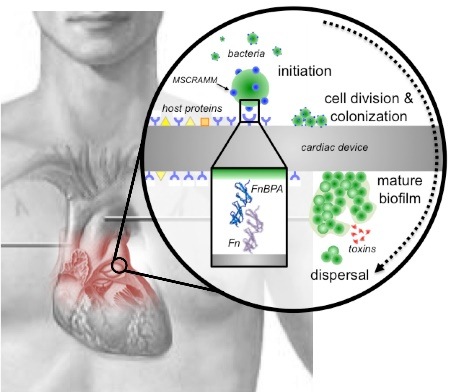 bacteria
MSCRAMM
initiation
host proteins
cell division &
colonization
cardiac device
FnBPA
Fn
mature
biofilm
toxins
dispersal